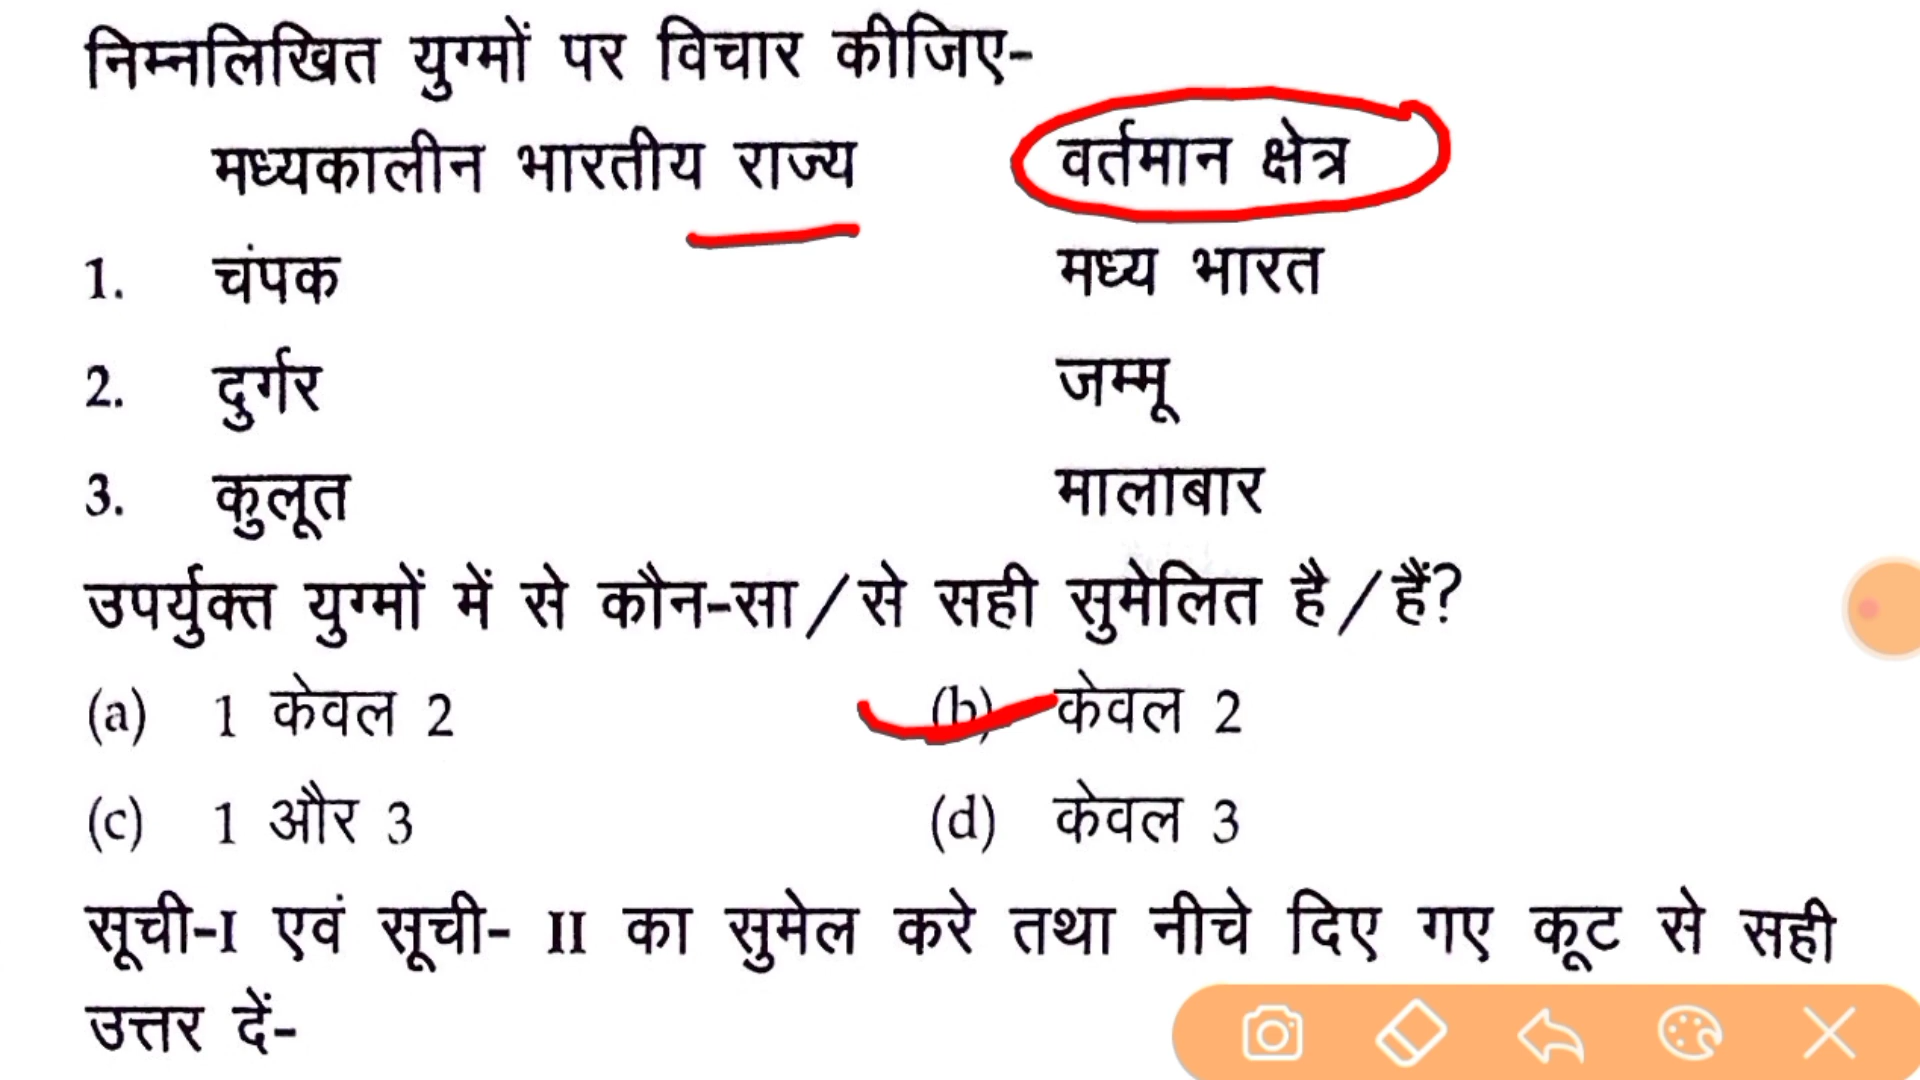 निम्नलिखित युग्मों पर विचार कीजिए-
मध्यकालीन भारतीय राज्य वर्तमान क्षेत्र
1. चंपक मध्य भारत
2. दुर्गर जम्मू
3. कुलूत मालाबार
उपर्युक्त युग्मों में से कौन-सा/से सही सुमेलित है/हैं?
(a) 1 केवल 2 (b) केवल 2
(c) 1 और 3 (d) केवल 3
सूची-I एवं सूची- II का सुमेल करे तथा नीचे दिए गए कूट से सही
उत्तर दें-